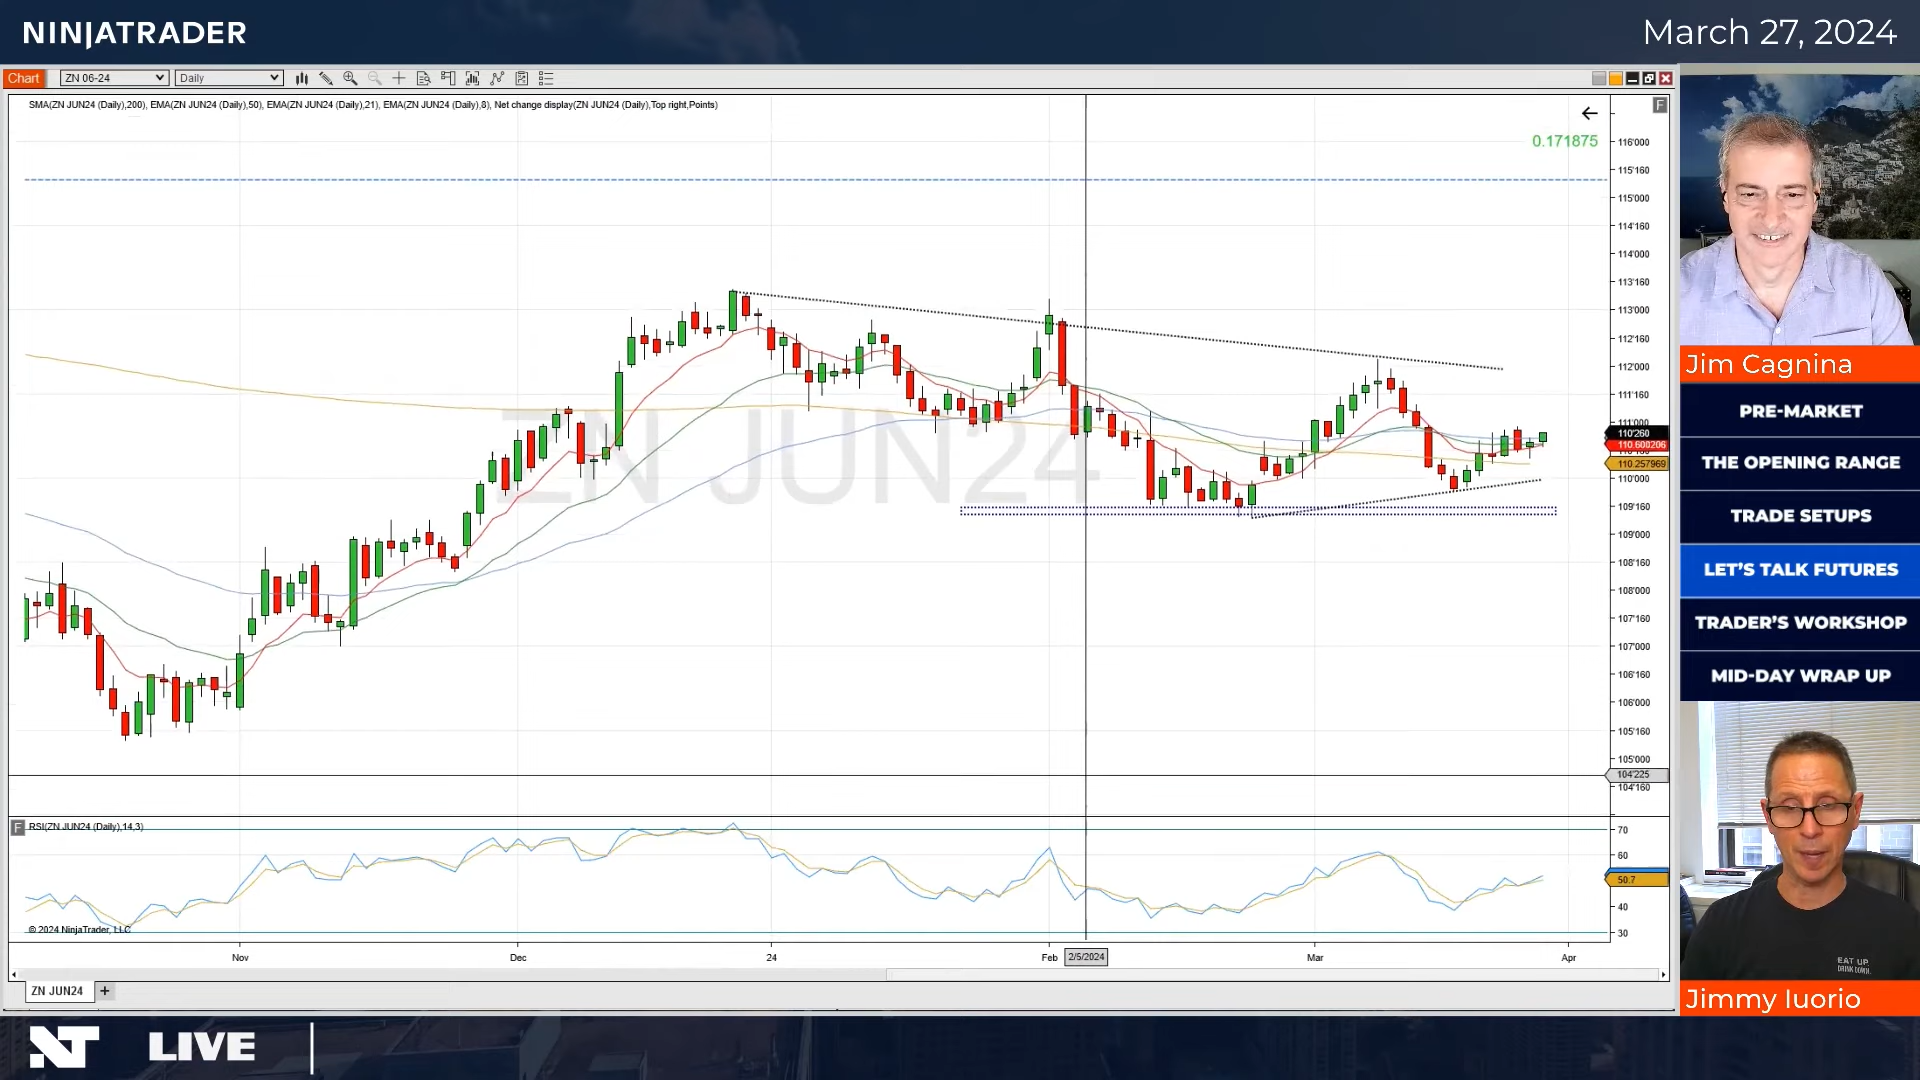 NINJATRADER
March 27, 2024
Chart
ZN 06-24
Daily
SMA(ZN JUN24 (Daily),200), EMA(ZN JUN24 (Daily),50), EMA(ZN JUN24 (Daily),21), EMA(ZN JUN24 (Daily),8), Net change display(ZN JUN24 (Daily),Top right,Points)
F
0.171875
116'000
115'160
115'000
114'160
114'000
113'160
113'000
112'160
112'000
111'160
111'000
110'260
110.600206
110.257969
110'000
109'160
109'000
108'160
108'000
107'160
107'000
106'160
106'000
105'160
105'000
104'225
104'160
ZN JUN24
F
RSI(ZN JUN24 (Daily),14,3)
70
60
50.7
40
30
© 2024 NinjaTrader, LLC
Nov
Dec
24
Feb
2/5/2024
Mar
Apr
ZN JUN24
+
Jim Cagnina
PRE-MARKET
THE OPENING RANGE
TRADE SETUPS
LET'S TALK FUTURES
TRADER'S WORKSHOP
MID-DAY WRAP UP
EAT UP.
DRINK DOWN.
Jimmy Iuorio
NT LIVE